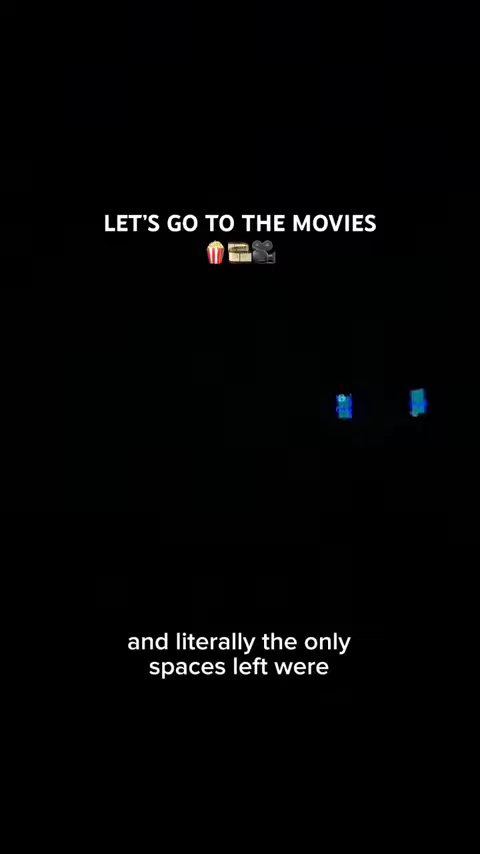 LET’S GO TO THE MOVIES
🍿🎫🎥
and literally the only
spaces left were